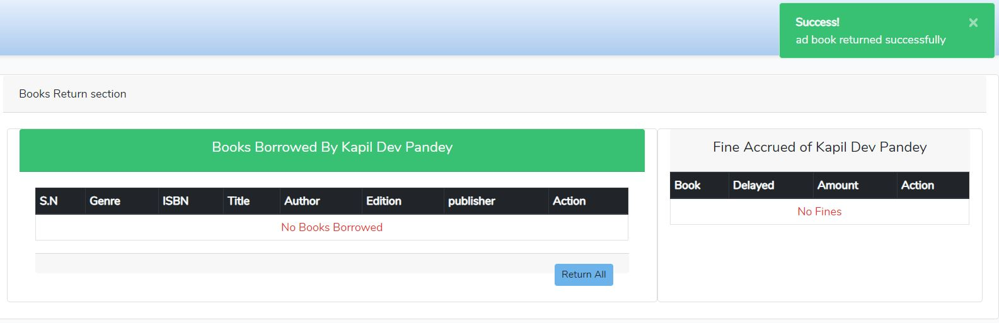 Success!
ad book returned successfully
Books Return section
Books Borrowed By Kapil Dev Pandey
S.N Genre ISBN Title Author Edition publisher Action
No Books Borrowed
Return All
Fine Accrued of Kapil Dev Pandey
Book Delayed Amount Action
No Fines